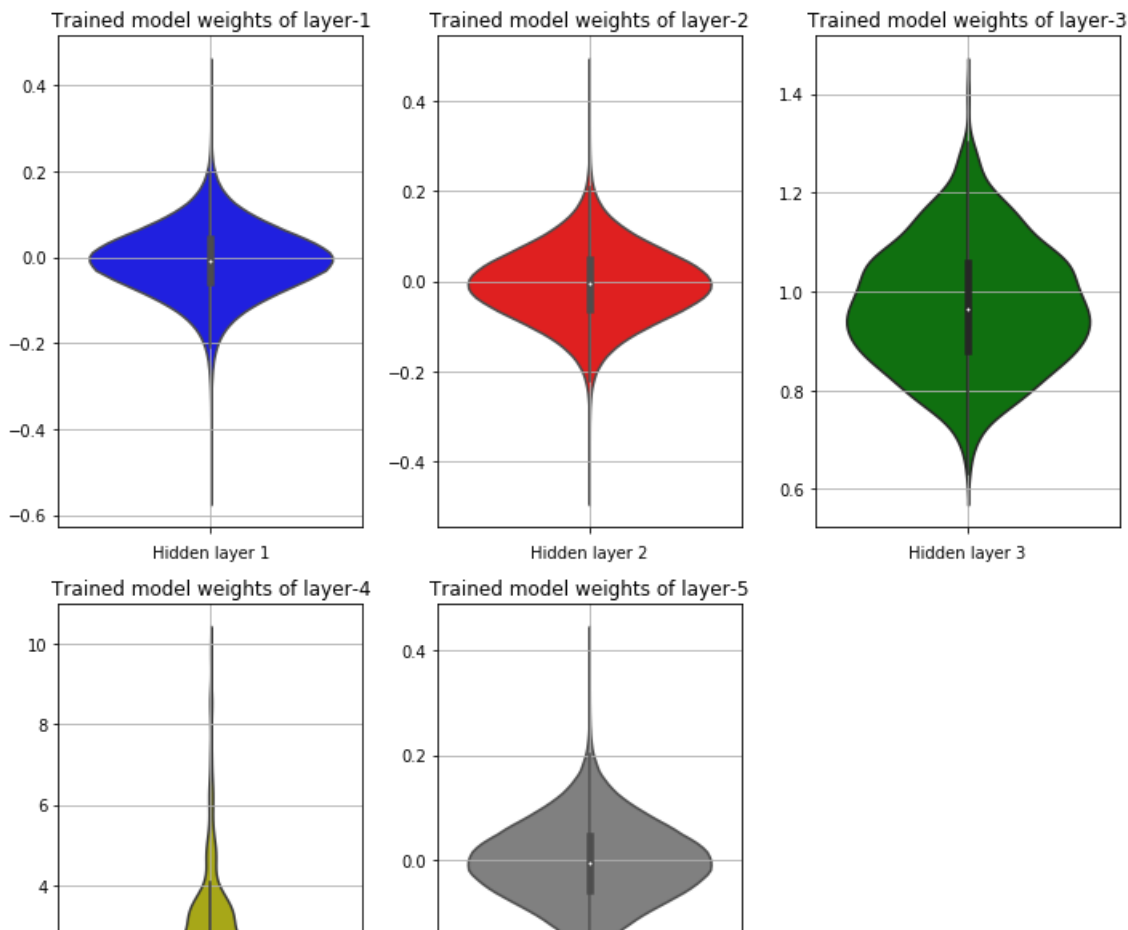 Trained model weights of layer-1
0.4
0.2
0.0
−0.2
−0.4
−0.6
Hidden layer 1
Trained model weights of layer-2
0.4
0.2
0.0
−0.2
−0.4
Hidden layer 2
Trained model weights of layer-3
1.4
1.2
1.0
0.8
0.6
Hidden layer 3
Trained model weights of layer-4
10
8
6
4
Trained model weights of layer-5
0.4
0.2
0.0